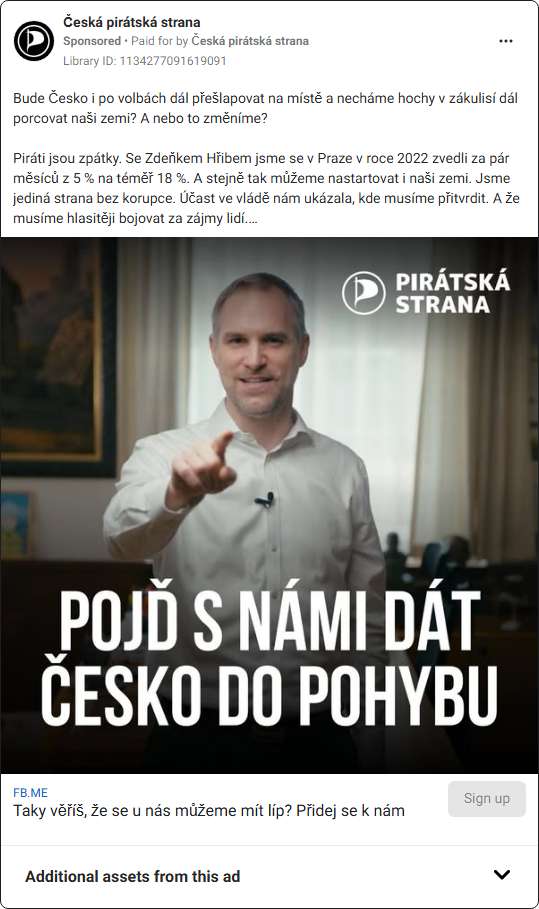 Česká pirátská strana
Sponsored • Paid for by Česká pirátská strana
Library ID: 1134277091619091
Bude Česko i po volbách dál přešlapovat na místě a necháme hochy v zákulisí dál
porcovat naši zemi? A nebo to změníme?
Piráti jsou zpátky. Se Zdeňkem Hřibem jsme se v Praze v roce 2022 zvedli za pár
měsíců z 5 % na téměř 18 %. A stejně tak můžeme nastartovat i naši zemi. Jsme
jediná strana bez korupce. Účast ve vládě nám ukázala, kde musíme přitvrdit. A že
musíme hlasitěji bojovat za zájmy lidí....
PIRÁTSKÁ
STRANA
POJĎ S NÁMI DÁT
ČESKO DO POHYBU
FB.ME
Taky věříš, že se u nás můžeme mít líp? Přidej se k nám
Sign up
Additional assets from this ad